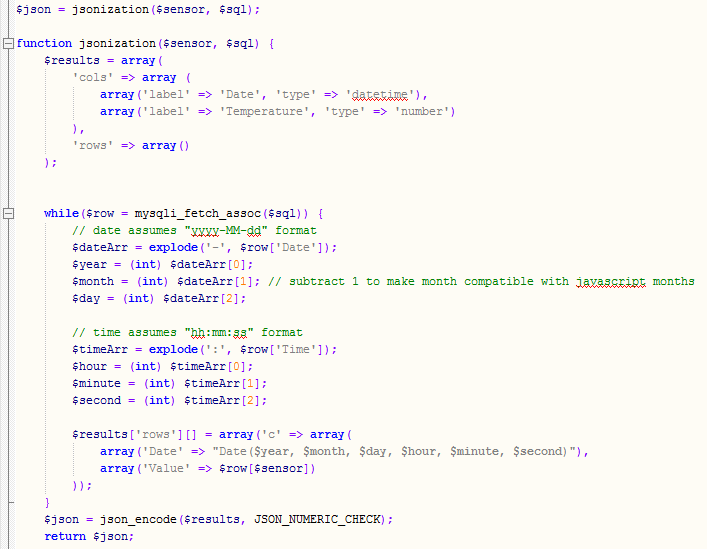 $json = jsonization($sensor, $sql);
function jsonization($sensor, $sql) {
$results = array(
'cols' => array (
array('label' => 'Date', 'type' => 'datetime'),
array('label' => 'Temperature', 'type' => 'number')
),
'rows' => array()
);
while($row = mysqli_fetch_assoc($sql)) {
// date assumes "yyyy-MM-dd" format
$dateArr = explode('-', $row['Date']);
$year = (int) $dateArr[0];
$month = (int) $dateArr[1]; // subtract 1 to make month compatible with javascript months
$day = (int) $dateArr[2];
// time assumes "hh:mm:ss" format
$timeArr = explode(':', $row['Time']);
$hour = (int) $timeArr[0];
$minute = (int) $timeArr[1];
$second = (int) $timeArr[2];
$results['rows'][] = array('c' => array(
array('Date' => "Date($year, $month, $day, $hour, $minute, $second)"),
array('Value' => $row[$sensor])
));
}
$json = json_encode($results, JSON_NUMERIC_CHECK);
return $json;